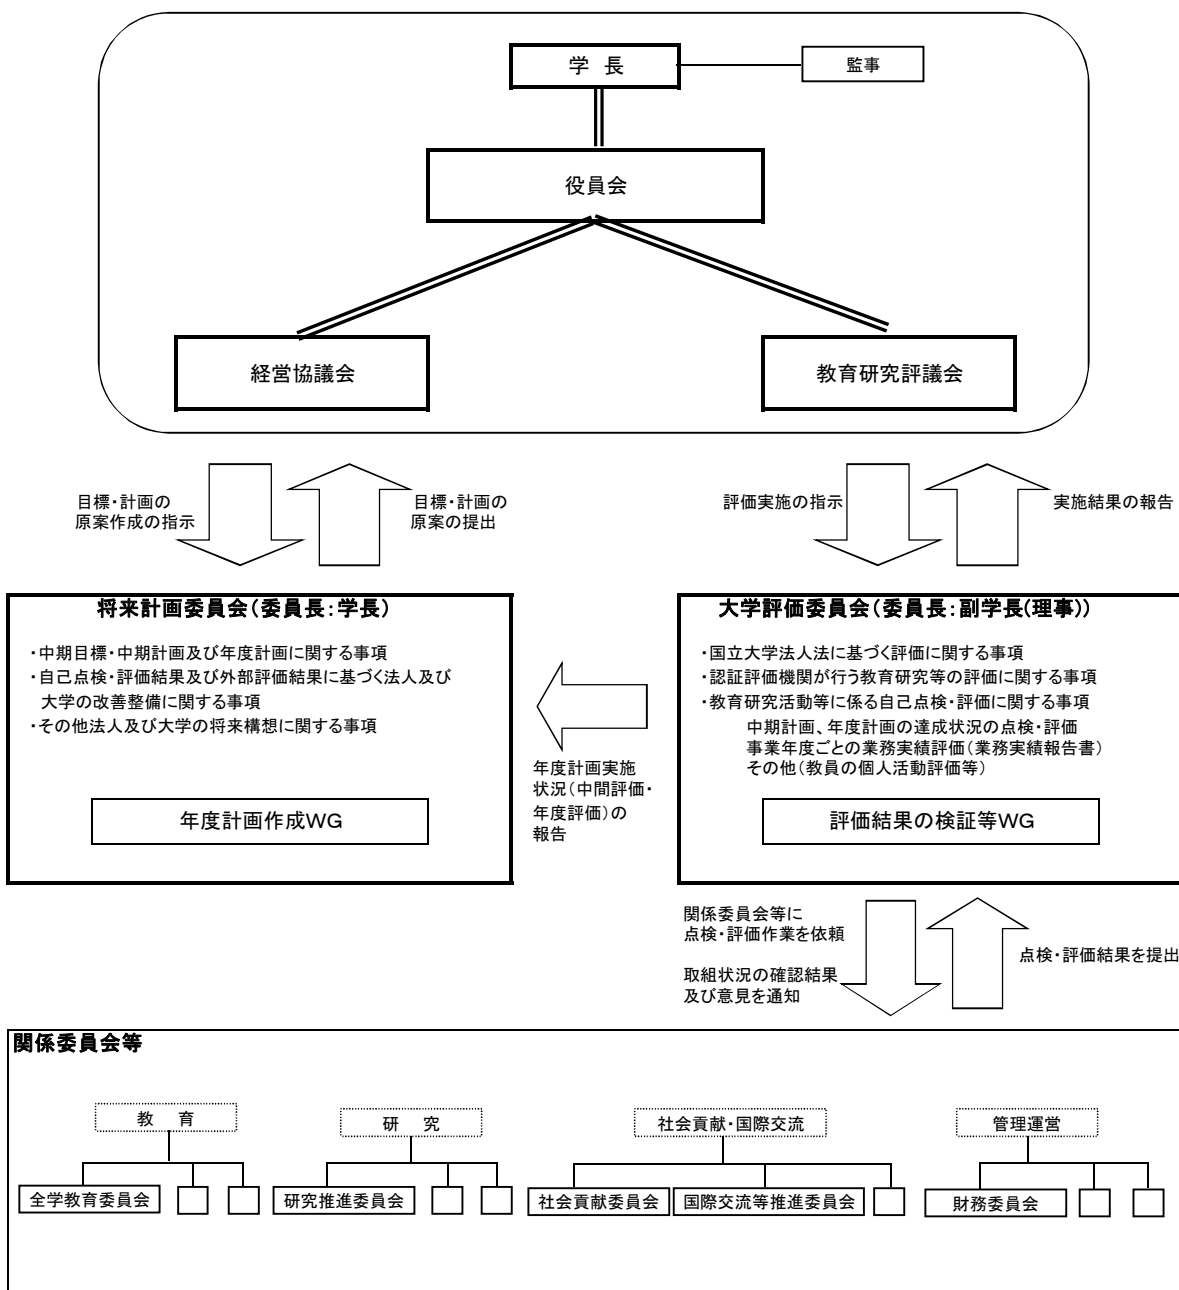 学 長
監事
役員会
経営協議会
教育研究評議会
目標・計画の
原案作成の指示
目標・計画の
原案の提出
評価実施の指示
実施結果の報告
将来計画委員会(委員長:学長)
・中期目標・中期計画及び年度計画に関する事項
・自己点検・評価結果及び外部評価結果に基づく法人及び
大学の改善整備に関する事項
・その他法人及び大学の将来構想に関する事項
年度計画作成WG
年度計画実施
状況(中間評価・
年度評価)の
報告
大学評価委員会(委員長:副学長(理事))
・国立大学法人法に基づく評価に関する事項
・認証評価機関が行う教育研究等の評価に関する事項
・教育研究活動等に係る自己点検・評価に関する事項
中期計画、年度計画の達成状況の点検・評価
事業年度ごとの業務実績評価(業務実績報告書)
その他(教員の個人活動評価等)
評価結果の検証等WG
関係委員会等に
点検・評価作業を依頼
取組状況の確認結果
及び意見を通知
点検・評価結果を提出
関係委員会等
教 育
研 究
社会貢献・国際交流
管理運営
全学教育委員会
研究推進委員会
社会貢献委員会
国際交流等推進委員会
財務委員会